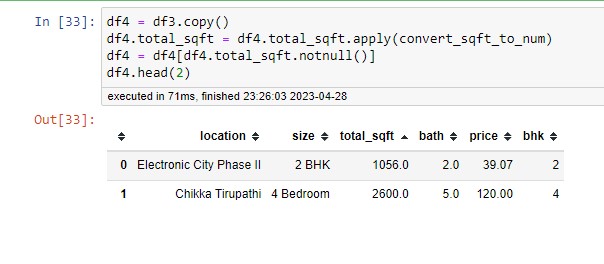 In [33]: df4 = df3.copy()
df4.total_sqft = df4.total_sqft.apply(convert_sqft_to_num)
df4 = df4[df4.total_sqft.notnull()]
df4.head(2)
executed in 71ms, finished 23:26:03 2023-04-28
Out[33]:
location size total_sqft bath price bhk
0 Electronic City Phase II 2 BHK 1056.0 2.0 39.07 2
1 Chikka Tirupathi 4 Bedroom 2600.0 5.0 120.00 4